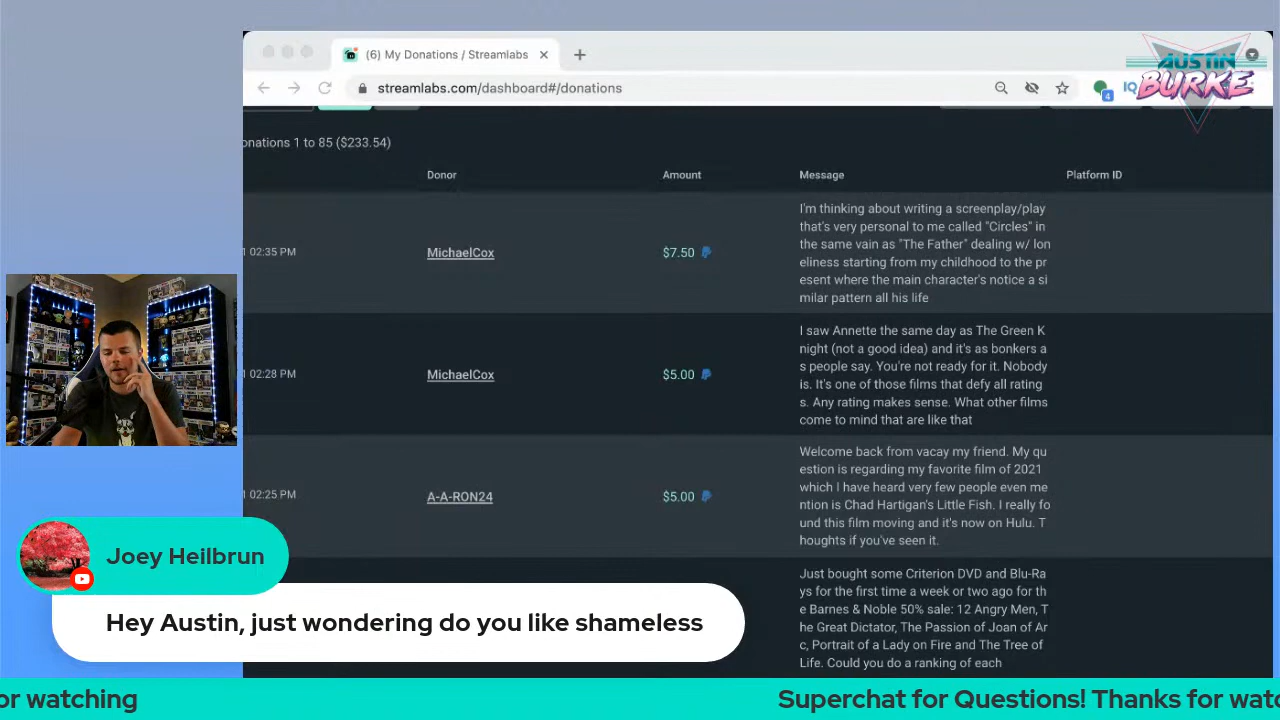 (6) My Donations / Streamlabs
streamlabs.com/dashboard#/donations
4
IQ
AUSTIN
BURKE
onations 1 to 85 ($233.54)
Donor
Amount
Message
Platform ID
02:35 PM
MichaelCox
$7.50
I'm thinking about writing a screenplay/play
that's very personal to me called "Circles" in
the same vain as "The Father" dealing w/ lon
eliness starting from my childhood to the pr
esent where the main character's notice a si
milar pattern all his life
02:28 PM
MichaelCox
$5.00
I saw Annette the same day as The Green K
night (not a good idea) and it's as bonkers a
s people say. You're not ready for it. Nobody
is. It's one of those films that defy all rating
s. Any rating makes sense. What other films
come to mind that are like that
02:25 PM
A-A-RON24
$5.00
Welcome back from vacay my friend. My qu
estion is regarding my favorite film of 2021
which I have heard very few people even me
ntion is Chad Hartigan's Little Fish. I really fo
und this film moving and it's now on Hulu. T
houghts if you've seen it.
Just bought some Criterion DVD and Blu-Ra
ys for the first time a week or two ago for th
e Barnes & Noble 50% sale: 12 Angry Men, T
he Great Dictator, The Passion of Joan of Ar
c, Portrait of a Lady on Fire and The Tree of
Life. Could you do a ranking of each
Joey Heilbrun
Hey Austin, just wondering do you like shameless
or watching
Superchat for Questions! Thanks for watc